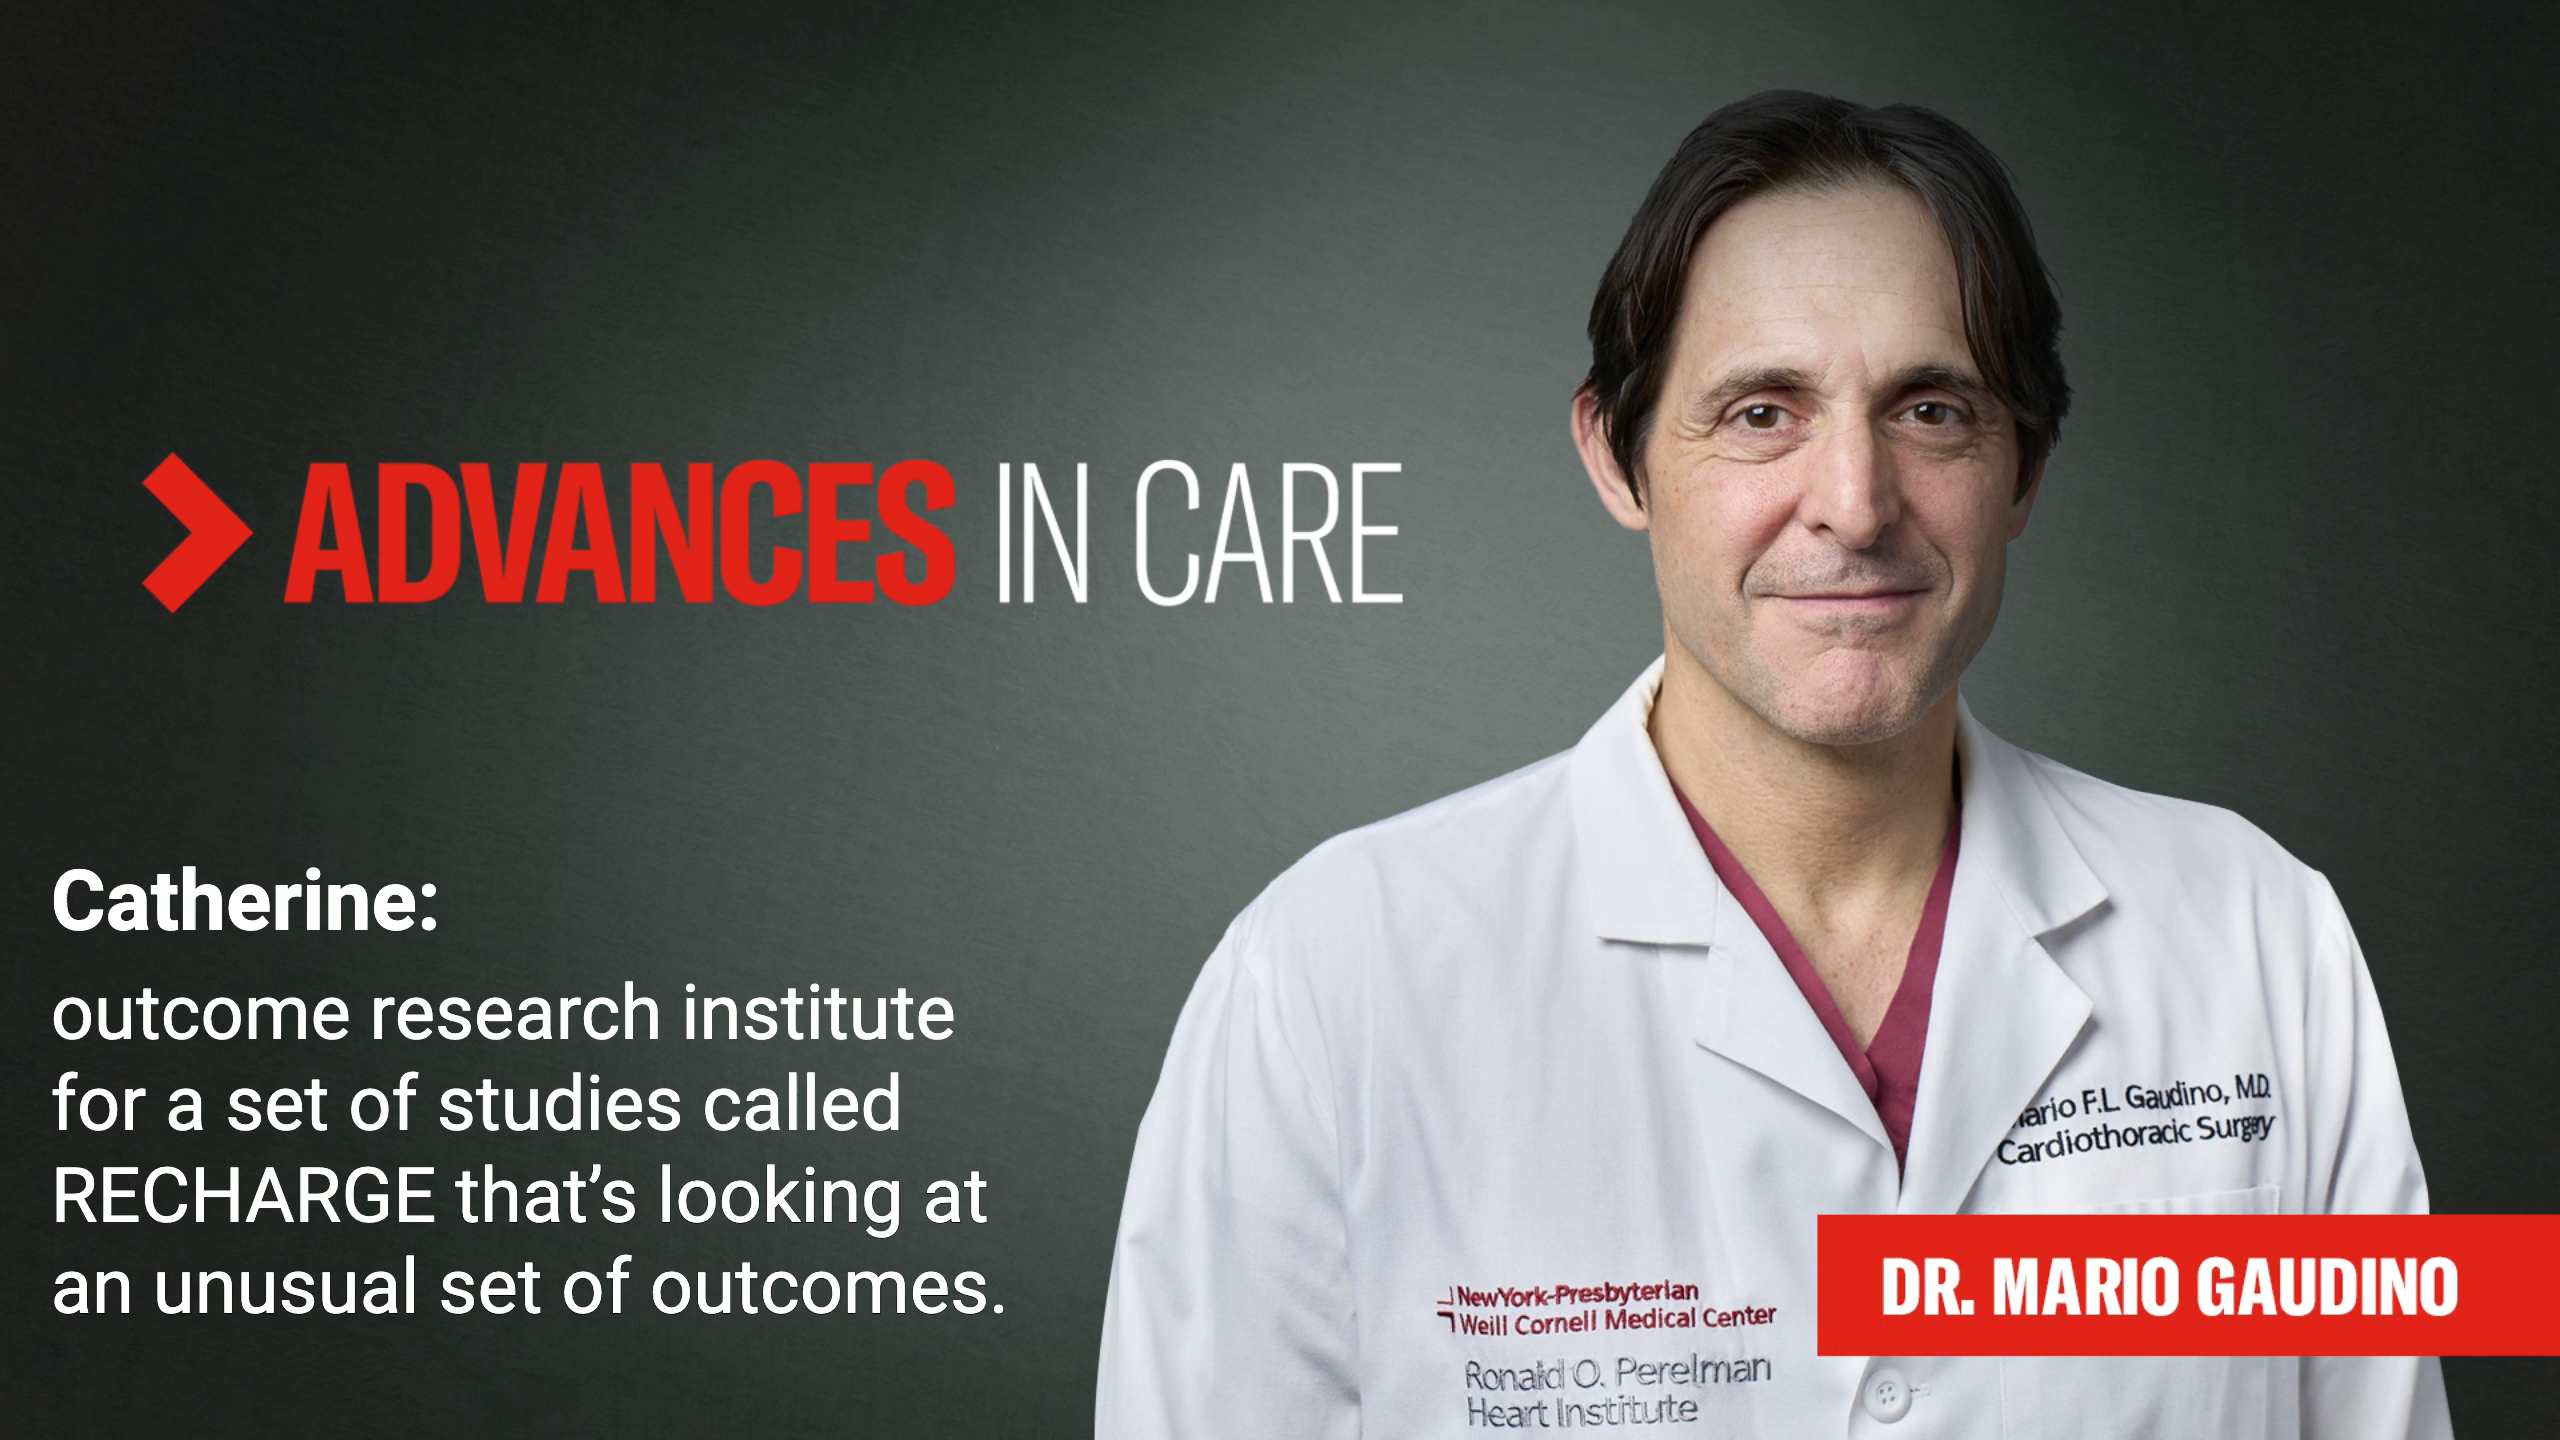 ADVANCES IN CARE
Catherine:
outcome research institute
for a set of studies called
RECHARGE that’s looking at
an unusual set of outcomes.
ario F.L. Gaudino, M.D.
Cardiothoracic Surgery
DR. MARIO GAUDINO
NewYork-Presbyterian
Weill Cornell Medical Center
Ronald O. Perelman
Heart Institute